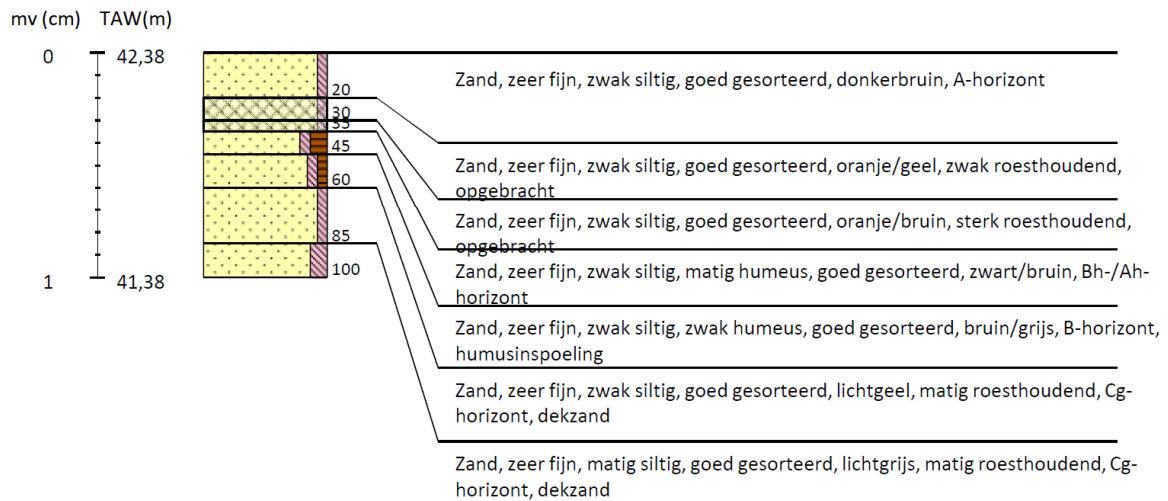 mv (cm) TAW(m)
0 42,38
Zand, zeer fijn, zwak siltig, goed gesorteerd, donkerbruin, A-horizont
20
30
35
45
60
85
100
1 41,38
Zand, zeer fijn, zwak siltig, goed gesorteerd, oranje/geel, zwak roesthoudend,
opgebracht
Zand, zeer fijn, zwak siltig, goed gesorteerd, oranje/bruin, sterk roesthoudend,
opgebracht
Zand, zeer fijn, zwak siltig, matig humeus, goed gesorteerd, zwart/bruin, Bh-/Ah-
horizont
Zand, zeer fijn, zwak siltig, zwak humeus, goed gesorteerd, bruin/grijs, B-horizont,
humusinspoeling
Zand, zeer fijn, zwak siltig, goed gesorteerd, lichtgeel, matig roesthoudend, Cg-
horizont, dekzand
Zand, zeer fijn, matig siltig, goed gesorteerd, lichtgrijs, matig roesthoudend, Cg-
horizont, dekzand